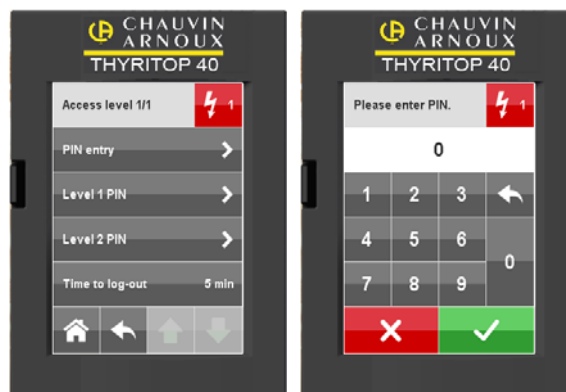 CHAUVIN
ARNOUX
THYRITOP 40
Access level 1/1
1
PIN entry
Level 1 PIN
Level 2 PIN
Time to log-out 5 min
CHAUVIN
ARNOUX
THYRITOP 40
Please enter PIN.
1
0
1 2 3
4 5 6
0
7 8 9